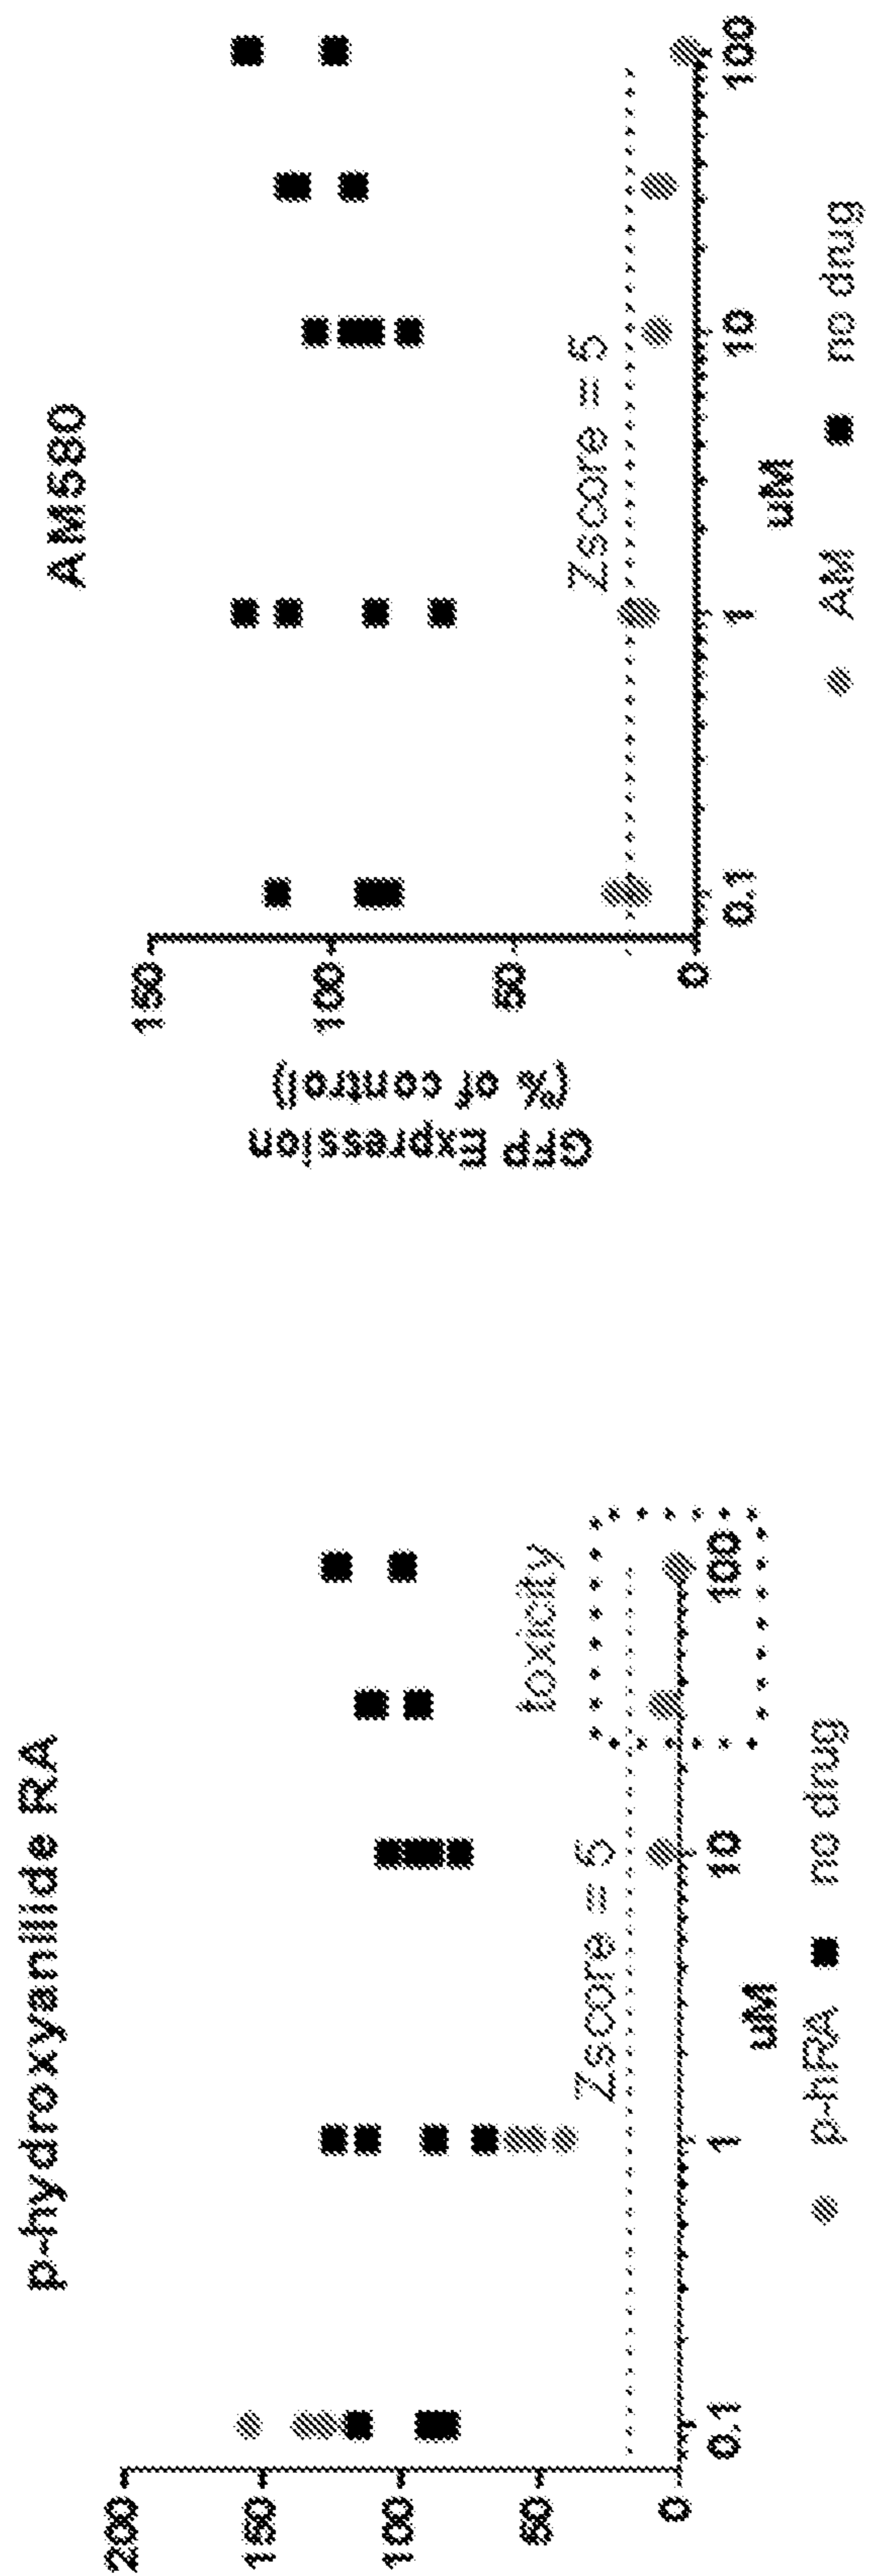 p-hydroxyanilide RA
200
150
100
50
0
toxicity
Zscore = 5
0.1
1
10
100
uM
p-hRA
no drug
AM580
Gfp Expression
(% of control)
150
100
50
0
Zscore = 5
0.1
1
10
100
uM
AM
no drug